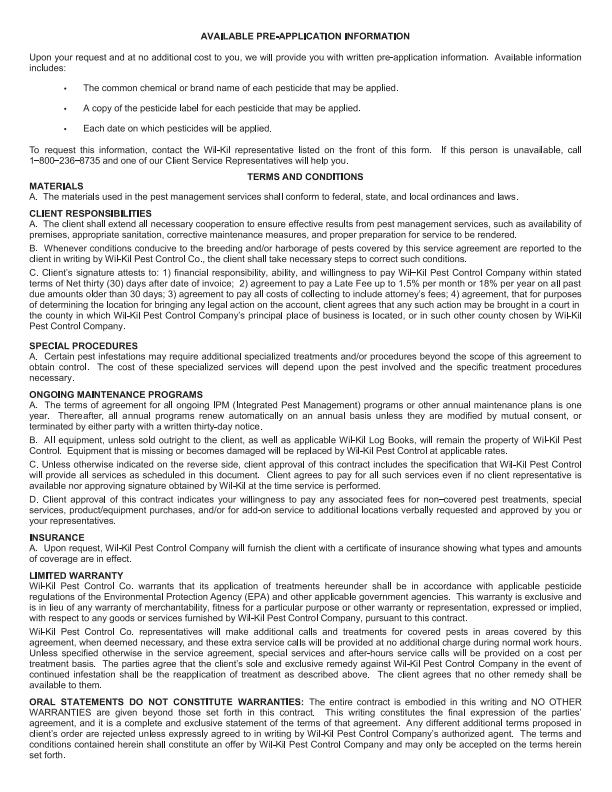 AVAILABLE PRE-APPLICATION INFORMATION
Upon your request and at no additional cost to you, we will provide you with written pre-application information. Available information
includes:
• The common chemical or brand name of each pesticide that may be applied.
• A copy of the pesticide label for each pesticide that may be applied.
• Each date on which pesticides will be applied.
To request this information, contact the Wil-Kil representative listed on the front of this form. If this person is unavailable, call
1-800-236-8735 and one of our Client Service Representatives will help you.
TERMS AND CONDITIONS
MATERIALS
A. The materials used in the pest management services shall conform to federal, state, and local ordinances and laws.
CLIENT RESPONSIBILITIES
A. The client shall extend all necessary cooperation to ensure effective results from pest management services, such as availability of
premises, appropriate sanitation, corrective maintenance measures, and proper preparation for service to be rendered.
B. Whenever conditions conducive to the breeding and/or harborage of pests covered by this service agreement are reported to the
client in writing by Wil-Kil Pest Control Co., the client shall take necessary steps to correct such conditions.
C. Client's signature attests to: 1) financial responsibility, ability, and willingness to pay Wil-Kil Pest Control Company within stated
terms of Net thirty (30) days after date of invoice; 2) agreement to pay a Late Fee up to 1.5% per month or 18% per year on all past
due amounts older than 30 days; 3) agreement to pay all costs of collecting to include attorney's fees; 4) agreement, that for purposes
of determining the location for bringing any legal action on the account, client agrees that any such action may be brought in a court in
the county in which Wil-Kil Pest Control Company's principal place of business is located, or in such other county chosen by Wil-Kil
Pest Control Company.
SPECIAL PROCEDURES
A. Certain pest infestations may require additional specialized treatments and/or procedures beyond the scope of this agreement to
obtain control. The cost of these specialized services will depend upon the pest involved and the specific treatment procedures
necessary.
ONGOING MAINTENANCE PROGRAMS
A. The terms of agreement for all ongoing IPM (Integrated Pest Management) programs or other annual maintenance plans is one
year. Thereafter, all annual programs renew automatically on an annual basis unless they are modified by mutual consent, or
terminated by either party with a written thirty-day notice.
B. All equipment, unless sold outright to the client, as well as applicable Wil-Kil Log Books, will remain the property of Wil-Kil Pest
Control. Equipment that is missing or becomes damaged will be replaced by Wil-Kil Pest Control at applicable rates.
C. Unless otherwise indicated on the reverse side, client approval of this contract includes the specification that Wil-Kil Pest Control
will provide all services as scheduled in this document. Client agrees to pay for all such services even if no client representative is
available nor approving signature obtained by Wil-Kil at the time service is performed.
D. Client approval of this contract indicates your willingness to pay any associated fees for non-covered pest treatments, special
services, product/equipment purchases, and/or for add-on service to additional locations verbally requested and approved by you or
your representatives.
INSURANCE
A. Upon request, Wil-Kil Pest Control Company will furnish the client with a certificate of insurance showing what types and amounts
of coverage are in effect.
LIMITED WARRANTY
Wil-Kil Pest Control Co. warrants that its application of treatments hereunder shall be in accordance with applicable pesticide
regulations of the Environmental Protection Agency (EPA) and other applicable government agencies. This warranty is exclusive and
is in lieu of any warranty of merchantability, fitness for a particular purpose or other warranty or representation, expressed or implied,
with respect to any goods or services furnished by Wil-Kil Pest Control Company, pursuant to this contract.
Wil-Kil Pest Control Co. representatives will make additional calls and treatments for covered pests in areas covered by this
agreement, when deemed necessary, and these extra service calls will be provided at no additional charge during normal work hours.
Unless specified otherwise in the service agreement, special services and after-hours service calls will be provided on a cost per
treatment basis. The parties agree that the client's sole and exclusive remedy against Wil-Kil Pest Control Company in the event of
continued infestation shall be the reapplication of treatment as described above. The client agrees that no other remedy shall be
available to them.
ORAL STATEMENTS DO NOT CONSTITUTE WARRANTIES: The entire contract is embodied in this writing and NO OTHER
WARRANTIES are given beyond those set forth in this contract. This writing constitutes the final expression of the parties'
agreement, and it is a complete and exclusive statement of the terms of that agreement. Any different additional terms proposed in
client's order are rejected unless expressly agreed to in writing by Wil-Kil Pest Control Company's authorized agent. The terms and
conditions contained herein shall constitute an offer by Wil-Kil Pest Control Company and may only be accepted on the terms herein
set forth.